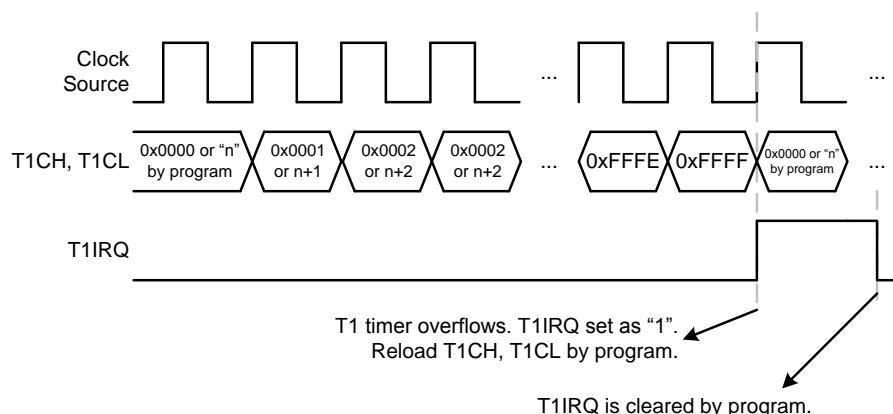 Clock
Source
...
...
T1CH, T1CL
0x0000 or “n”
by program
0x0001
or n+1
0x0002
or n+2
0x0002
or n+2
...
0xFFFE
0xFFFF
0x0000 or “n”
by program
...
T1IRQ
T1 timer overflows. T1IRQ set as “1”.
Reload T1CH, T1CL by program.
T1IRQ is cleared by program.